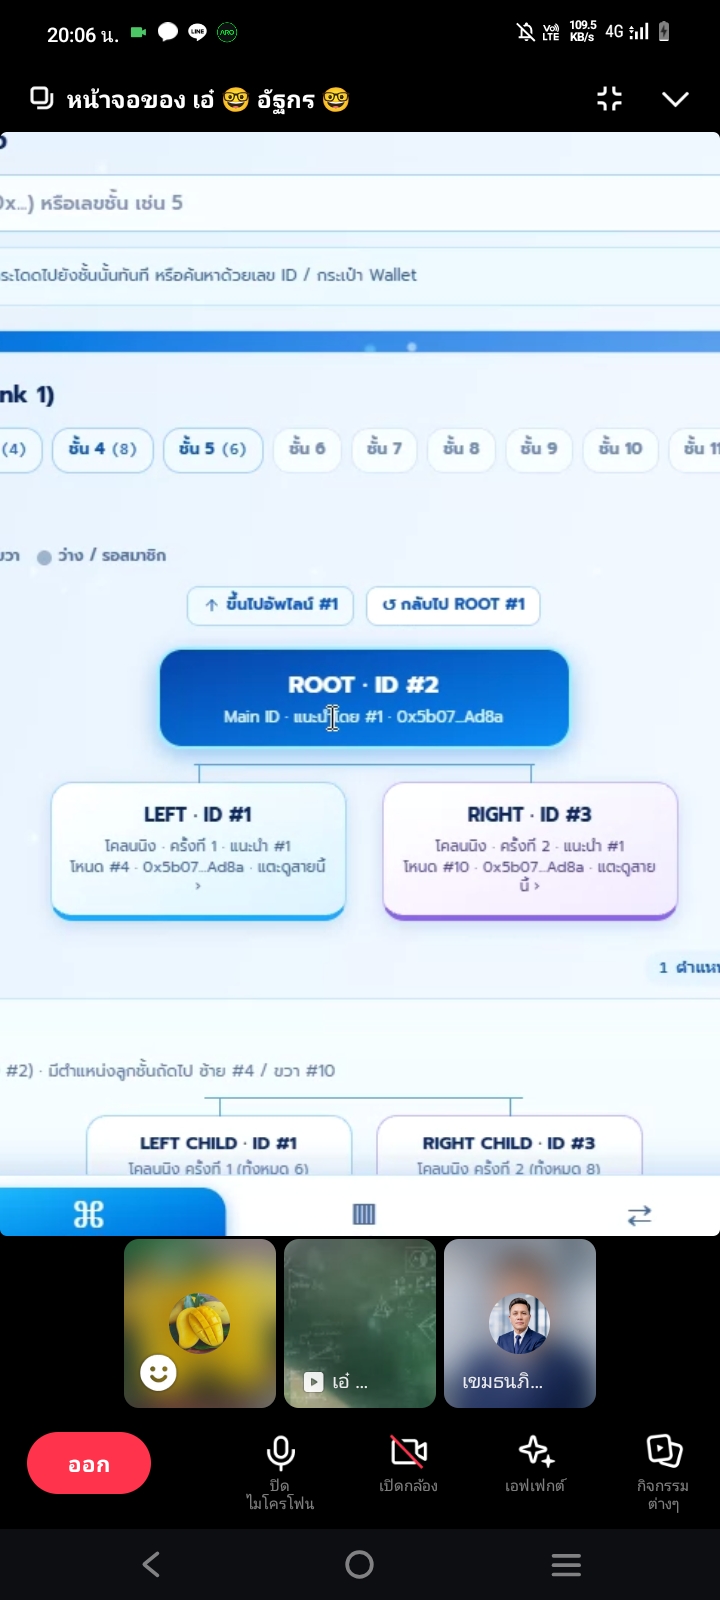 20:06 น.
ARO
Vo)
LTE
109.5
KB/s
4G
หน้าจอของ เอ๋ 🤓 อัฐกร 🤓
0x…) หรือเลขชั้น เช่น 5
ระโดดไปยังชั้นนั้นทันที หรือค้นหาด้วยเลข ID / กระเป๋า Wallet
nk 1)
(4)
ชั้น 4 (8)
ชั้น 5 (6)
ชั้น 6
ชั้น 7
ชั้น 8
ชั้น 9
ชั้น 10
ชั้น 11
ขวา
ว่าง / รอสมาชิก
↑ ขึ้นไปอัพไลน์ #1
↺ กลับไป ROOT #1
ROOT · ID #2
Main ID · แนะนำโดย #1 · 0x5b07…Ad8a
LEFT · ID #1
โคลนนิง · ครั้งที่ 1 · แนะนำ #1
โหนด #4 · 0x5b07…Ad8a · แตะดูสายนี้
›
RIGHT · ID #3
โคลนนิง · ครั้งที่ 2 · แนะนำ #1
โหนด #10 · 0x5b07…Ad8a · แตะดูสาย
นี้ ›
1 ตำแหน
#2) · มีตำแหน่งลูกชั้นถัดไป ซ้าย #4 / ขวา #10
LEFT CHILD · ID #1
โคลนนิง ครั้งที่ 1 (ทั้งหมด 6)
RIGHT CHILD · ID #3
โคลนนิง ครั้งที่ 2 (ทั้งหมด 8)
เอ๋ ...
เขมธนภิ...
ออก
ปิด
ไมโครโฟน
เปิดกล้อง
เอฟเฟกต์
กิจกรรม
ต่างๆ